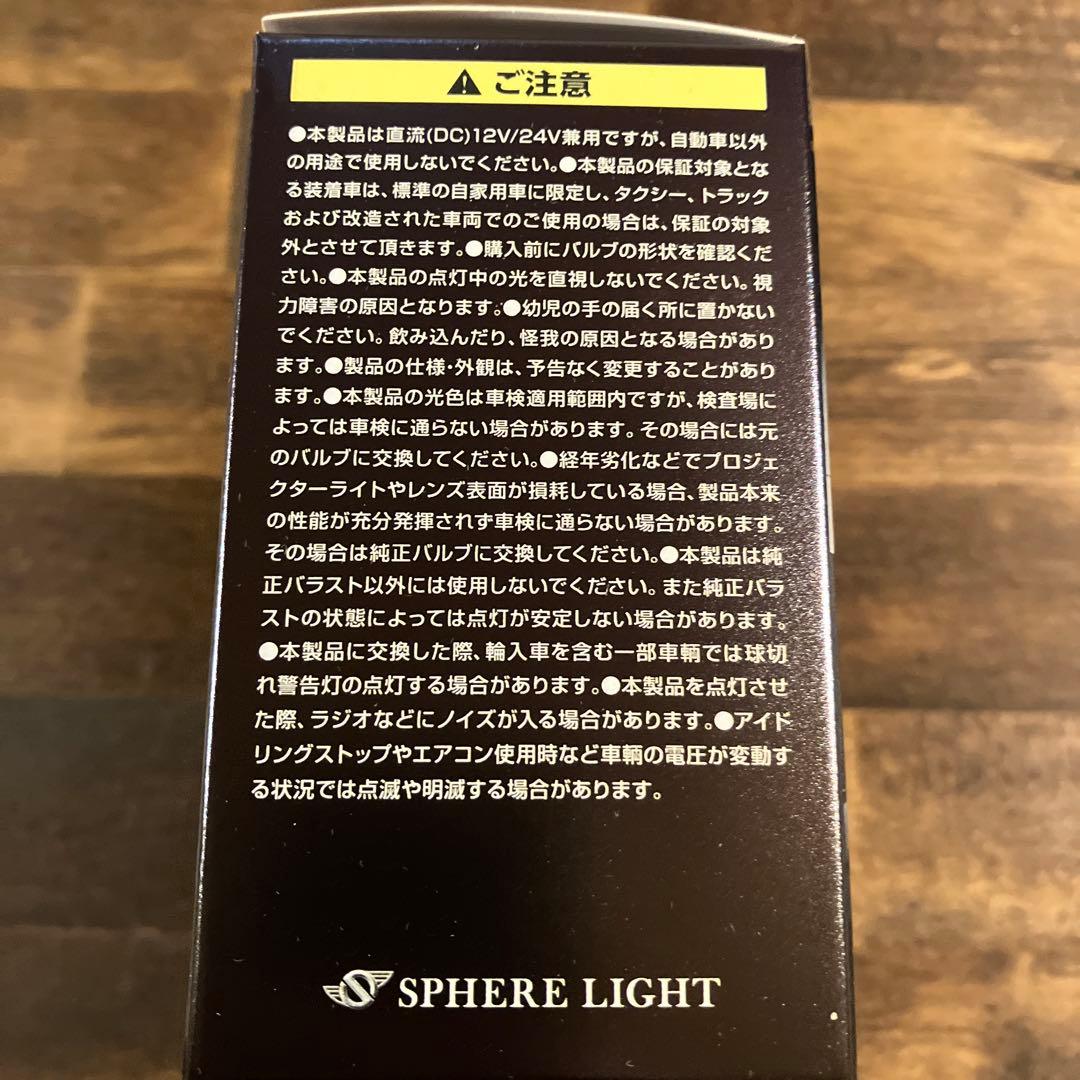 ⚠ ご注意
●本製品は直流(DC)12V/24V兼用ですが、自動車以外
の用途で使用しないでください。●本製品の保証対象とな
る装着車は、標準の自家用車に限定し、タクシー、トラック
および改造された車両でのご使用の場合は、保証の対象
外とさせて頂きます。●購入前にバルブの形状を確認くだ
さい。●本製品の点灯中の光を直視しないでください。視
力障害の原因となります。●幼児の手の届く所に置かない
でください。飲み込んだり、怪我の原因となる場合があり
ます。●製品の仕様・外観は、予告なく変更することがあり
ます。●本製品の光色は車検適用範囲内ですが、検査場に
よっては車検に通らない場合があります。その場合には元
のバルブに交換してください。●経年劣化などでプロジェ
クターライトやレンズ表面が損耗している場合、製品本来
の性能が充分発揮されず車検に通らない場合があります。
その場合は純正バルブに交換してください。●本製品は純
正バラスト以外には使用しないでください。また純正バラ
ストの状態によっては点灯が安定しない場合があります。
●本製品に交換した際、輸入車を含む一部車輌では球切
れ警告灯の点灯する場合があります。●本製品を点灯させ
た際、ラジオなどにノイズが入る場合があります。●アイド
リングストップやエアコン使用時など車輌の電圧が変動す
る状況では点滅や明滅する場合があります。
SPHERE LIGHT